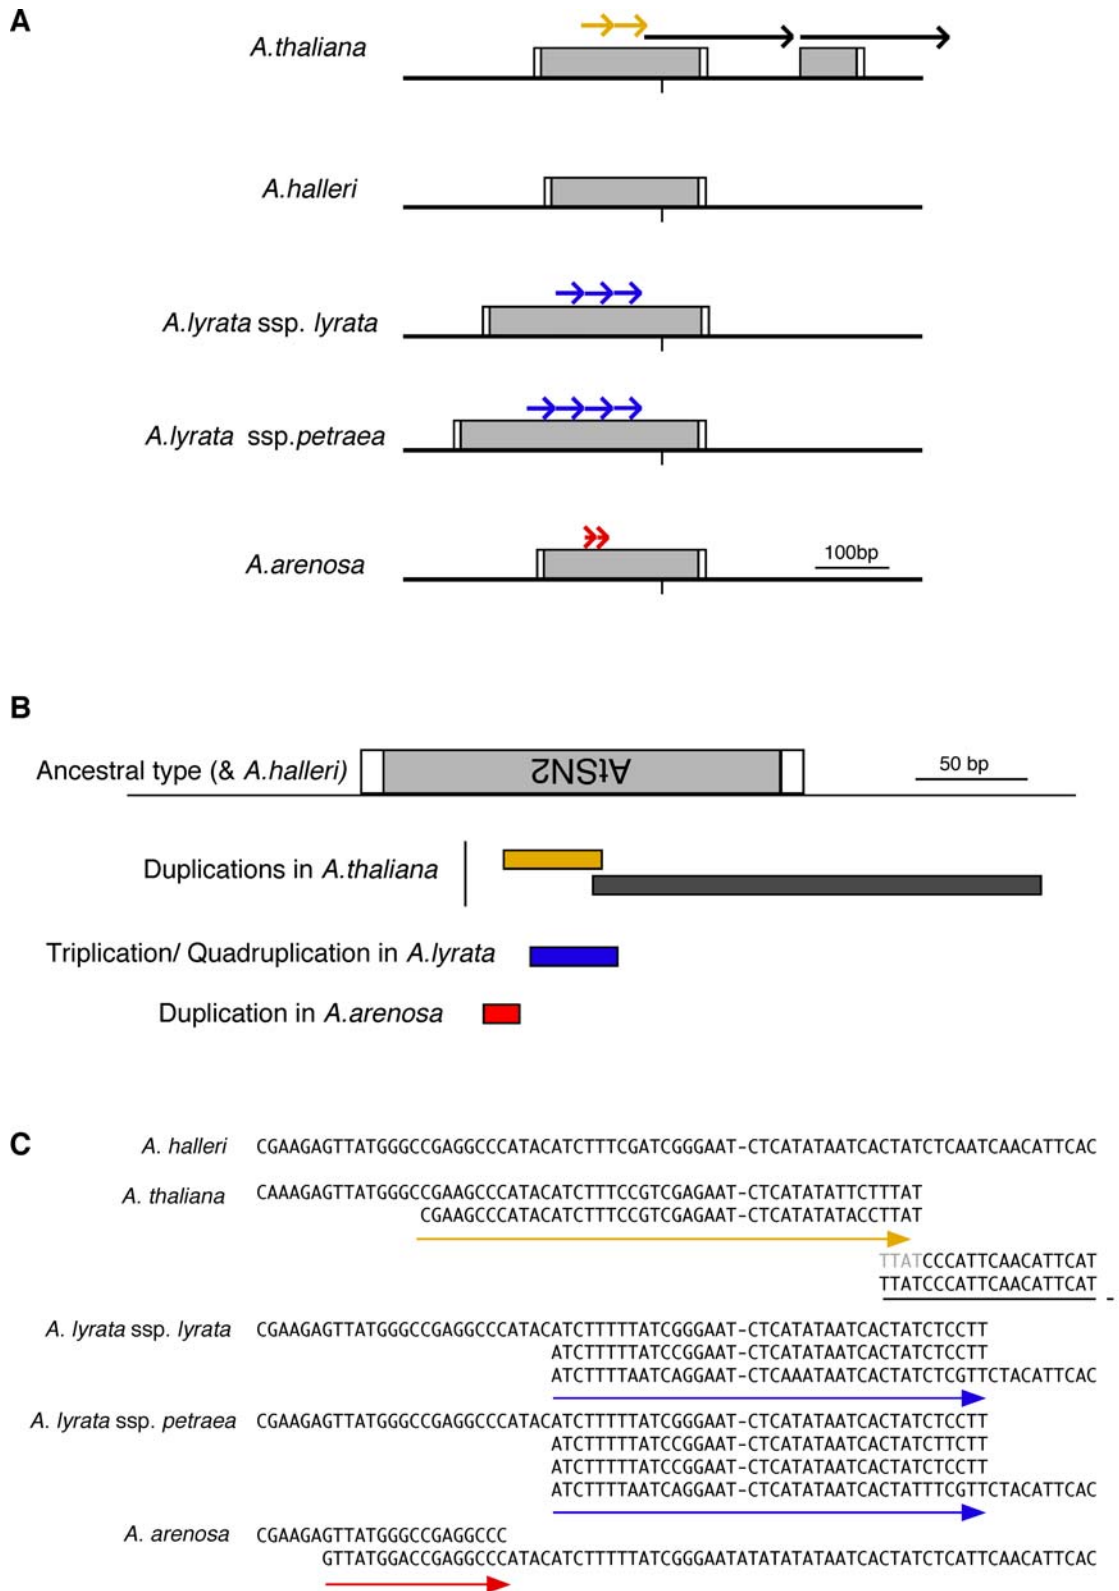 A
A.thaliana
A.halleri
A.lyrata ssp. lyrata
A.lyrata ssp.petraea
A.arenosa
100bp
B
Ancestral type (& A.halleri)
AtSN2
50 bp
Duplications in A.thaliana
Triplication/ Quadruplication in A.lyrata
Duplication in A.arenosa
C
A. halleri CGAAGAGTTATGGGCCGAGGCCCATACATCTTTCGATCGGGAAT-CTCATATAATCACTATCTCAATCAACATTCAC
A. thaliana CAAAGAGTTATGGGCCGAAGCCCATACATCTTTCCGTCGAGAAT-CTCATATATTCTTTAT
CGAAGCCCATACATCTTTCCGTCGAGAAT-CTCATATATACCTTAT
TTATCCCATTCAACATTCAT
TTATCCCATTCAACATTCAT
A. lyrata ssp. lyrata CGAAGAGTTATGGGCCGAGGCCCATACATCTTTTTATCGGGAAT-CTCATATAATCACTATCTCCTT
ATCTTTTTATCCGGAAT-CTCATATAATCACTATCTCCTT
ATCTTTTAATCAGGAAT-CTCAAATAATCACTATCTCGTTCTACATTCAC
A. lyrata ssp. petraea CGAAGAGTTATGGGCCGAGGCCCATACATCTTTTTATCGGGAAT-CTCATATAATCACTATCTCCTT
ATCTTTTTATCCGGAAT-CTCATATAATCACTATCTTCTT
ATCTTTTTATCCGGAAT-CTCATATAATCACTATCTCCTT
ATCTTTTAATCAGGAAT-CTCATATAATCACTATTTCGTTCTACATTCAC
A. arenosa CGAAGAGTTATGGGCCGAGGCCC
GTTATGGACCGAGGCCCATACATCTTTTTATCGGGAATATATATATAATCACTATCTCATTCAACATTCAC